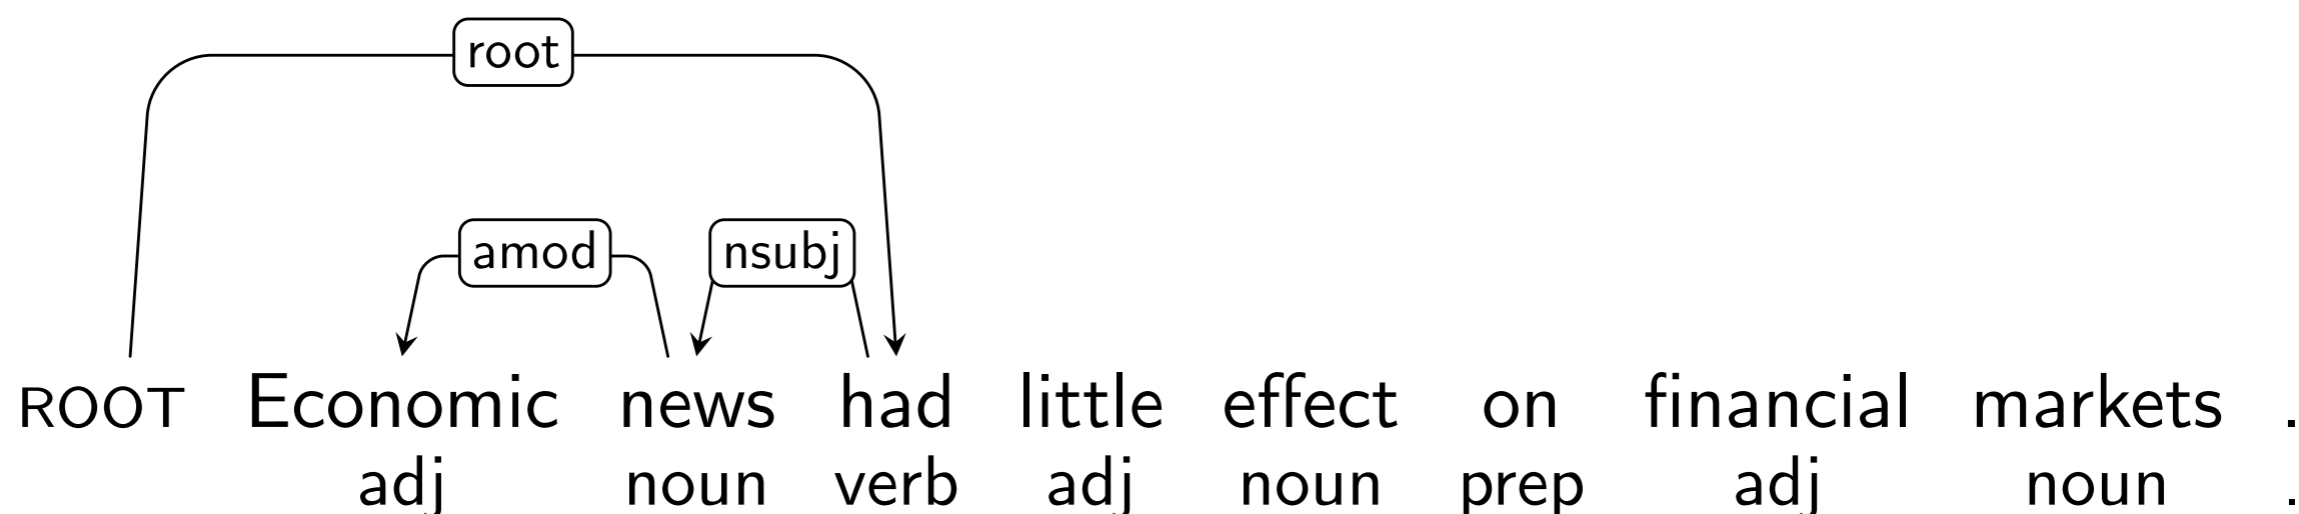 root
amod nsubj
ROOT Economic news had little effect on financial markets .
adj noun verb adj noun prep adj noun .